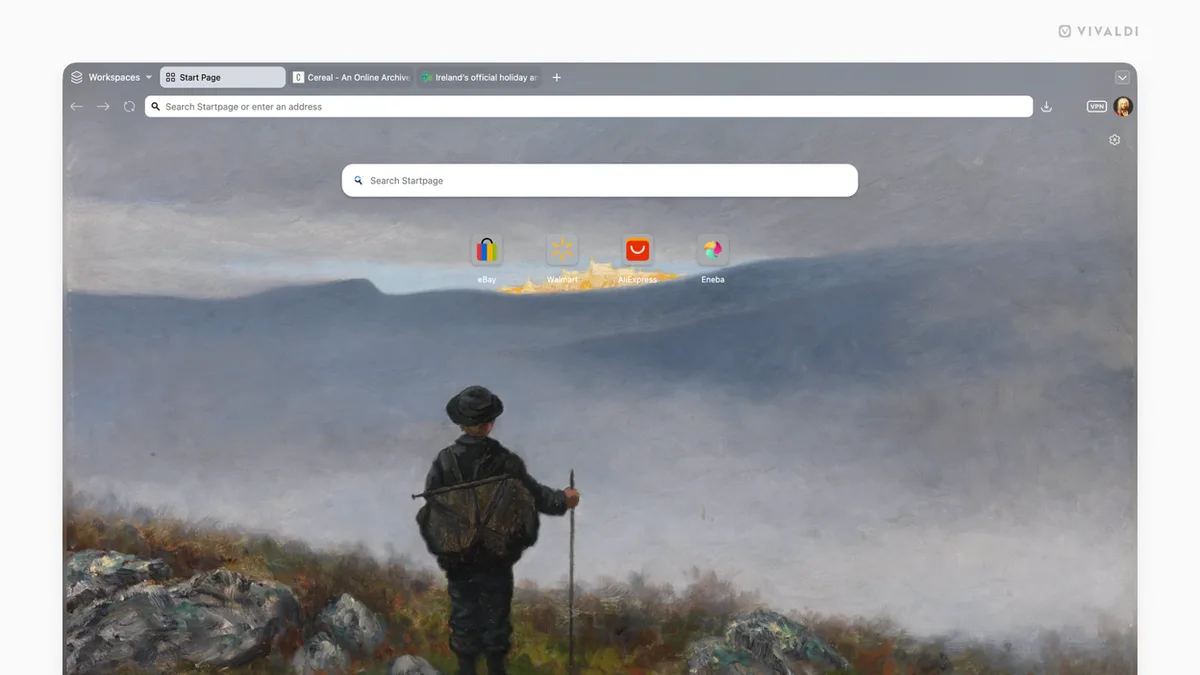 VIVALDI
Workspaces
Start Page
C
Cereal - An Online Archive
Ireland's official holiday an
Search Startpage or enter an address
VPN
Search Startpage
eBay
Walmart
AliExpress
Eneba